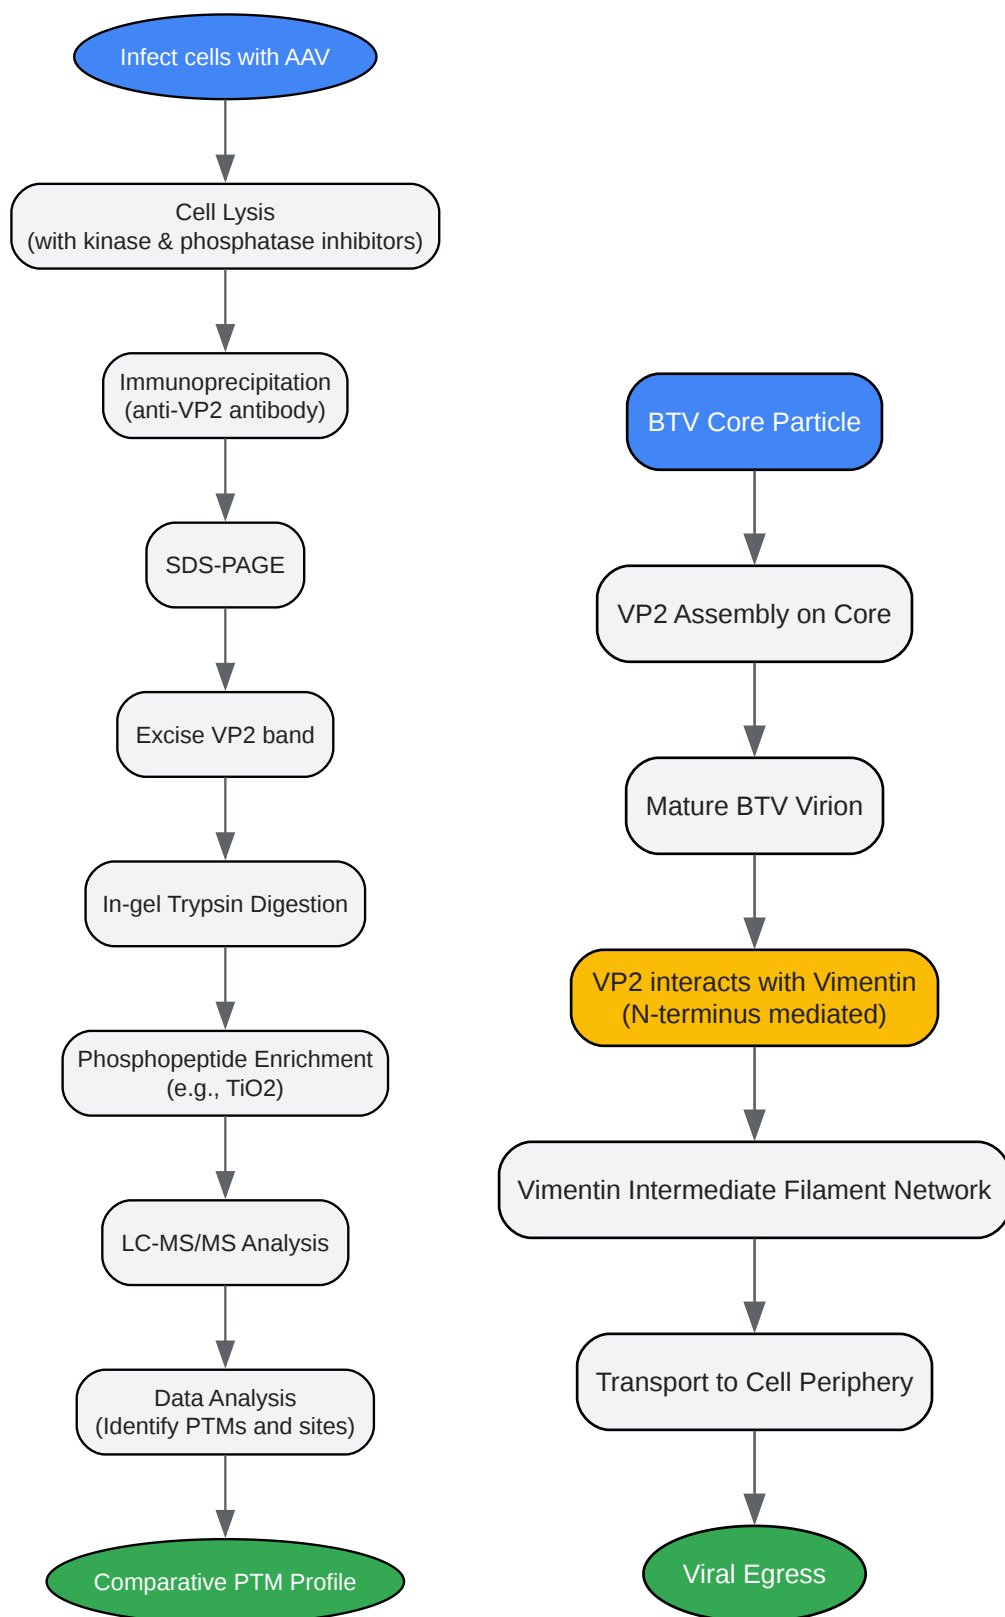 Infect cells with AAV
Cell Lysis
(with kinase & phosphatase inhibitors)
Immunoprecipitation
(anti-VP2 antibody)
SDS-PAGE
Excise VP2 band
In-gel Trypsin Digestion
Phosphopeptide Enrichment
(e.g., TiO2)
LC-MS/MS Analysis
Data Analysis
(Identify PTMs and sites)
Comparative PTM Profile
BTV Core Particle
VP2 Assembly on Core
Mature BTV Virion
VP2 interacts with Vimentin
(N-terminus mediated)
Vimentin Intermediate Filament Network
Transport to Cell Periphery
Viral Egress